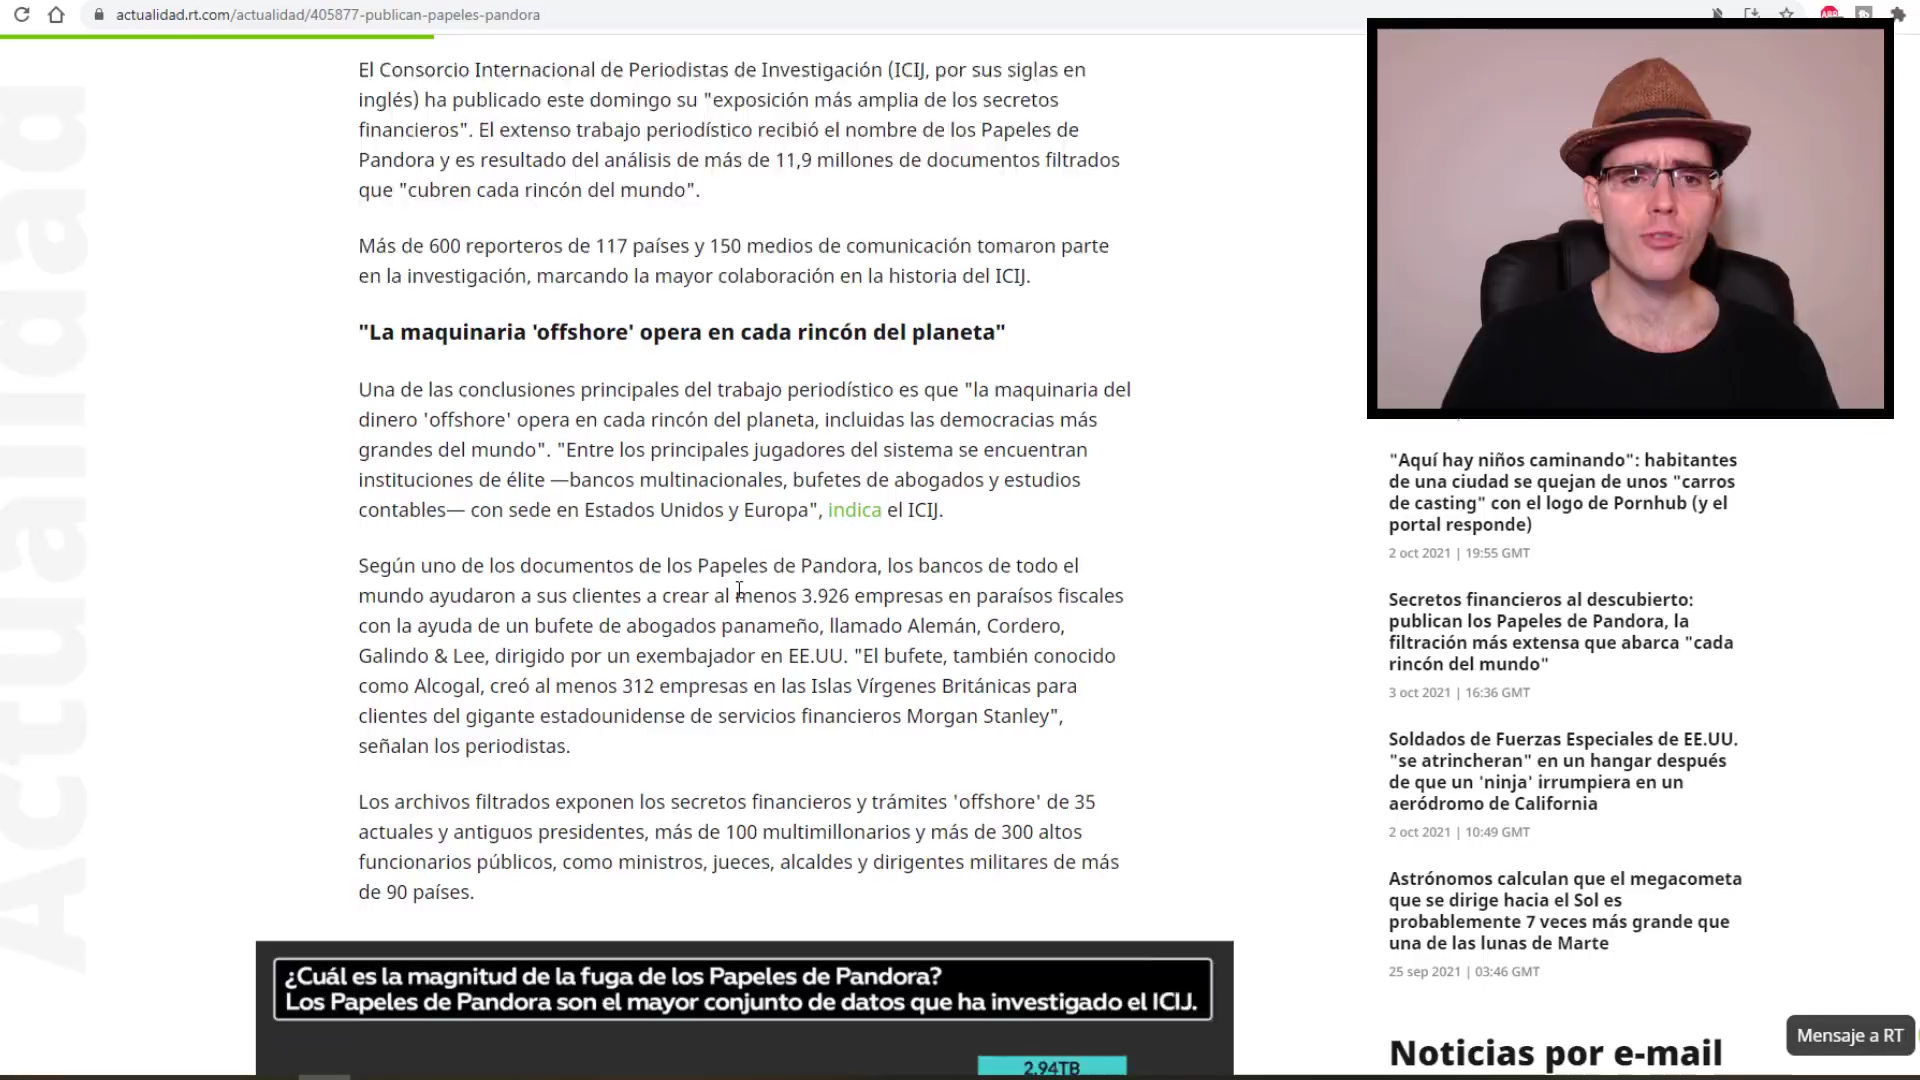 actualidad.rt.com/actualidad/405877-publican-papeles-pandora
Actualidad
El Consorcio Internacional de Periodistas de Investigación (ICIJ, por sus siglas en
inglés) ha publicado este domingo su "exposición más amplia de los secretos
financieros". El extenso trabajo periodístico recibió el nombre de los Papeles de
Pandora y es resultado del análisis de más de 11,9 millones de documentos filtrados
que "cubren cada rincón del mundo".
Más de 600 reporteros de 117 países y 150 medios de comunicación tomaron parte
en la investigación, marcando la mayor colaboración en la historia del ICIJ.
"La maquinaria 'offshore' opera en cada rincón del planeta"
Una de las conclusiones principales del trabajo periodístico es que "la maquinaria del
dinero 'offshore' opera en cada rincón del planeta, incluidas las democracias más
grandes del mundo". "Entre los principales jugadores del sistema se encuentran
instituciones de élite —bancos multinacionales, bufetes de abogados y estudios
contables— con sede en Estados Unidos y Europa", indica el ICIJ.
Según uno de los documentos de los Papeles de Pandora, los bancos de todo el
mundo ayudaron a sus clientes a crear al menos 3.926 empresas en paraísos fiscales
con la ayuda de un bufete de abogados panameño, llamado Alemán, Cordero,
Galindo & Lee, dirigido por un exembajador en EE.UU. "El bufete, también conocido
como Alcogal, creó al menos 312 empresas en las Islas Vírgenes Británicas para
clientes del gigante estadounidense de servicios financieros Morgan Stanley",
señalan los periodistas.
Los archivos filtrados exponen los secretos financieros y trámites 'offshore' de 35
actuales y antiguos presidentes, más de 100 multimillonarios y más de 300 altos
funcionarios públicos, como ministros, jueces, alcaldes y dirigentes militares de más
de 90 países.
¿Cuál es la magnitud de la fuga de los Papeles de Pandora?
Los Papeles de Pandora son el mayor conjunto de datos que ha investigado el ICIJ.
2.94TB
"Aquí hay niños caminando": habitantes
de una ciudad se quejan de unos "carros
de casting" con el logo de Pornhub (y el
portal responde)
2 oct 2021 | 19:55 GMT
Secretos financieros al descubierto:
publican los Papeles de Pandora, la
filtración más extensa que abarca "cada
rincón del mundo"
3 oct 2021 | 16:36 GMT
Soldados de Fuerzas Especiales de EE.UU.
"se atrincheran" en un hangar después
de que un 'ninja' irrumpiera en un
aeródromo de California
2 oct 2021 | 10:49 GMT
Astrónomos calculan que el megacometa
que se dirige hacia el Sol es
probablemente 7 veces más grande que
una de las lunas de Marte
25 sep 2021 | 03:46 GMT
Noticias por e-mail
Mensaje a RT